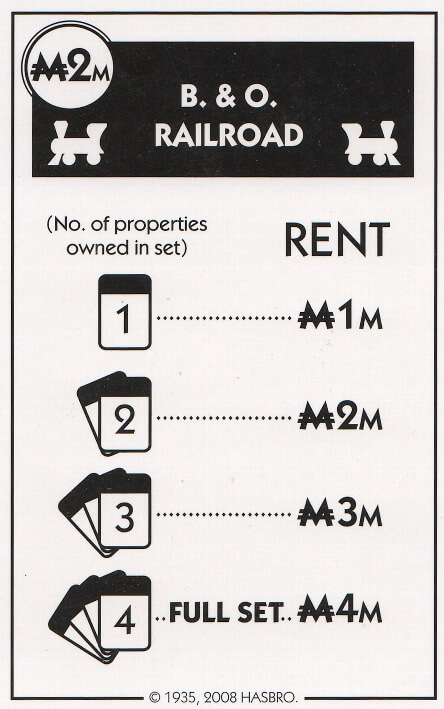 ₩2M
B. & O.
RAILROAD
(No. of properties
owned in set)
RENT
1 ..................... ₩1M
2 ..................... ₩2M
3 ..................... ₩3M
4 ..FULL SET.. ₩4M
© 1935, 2008 HASBRO.